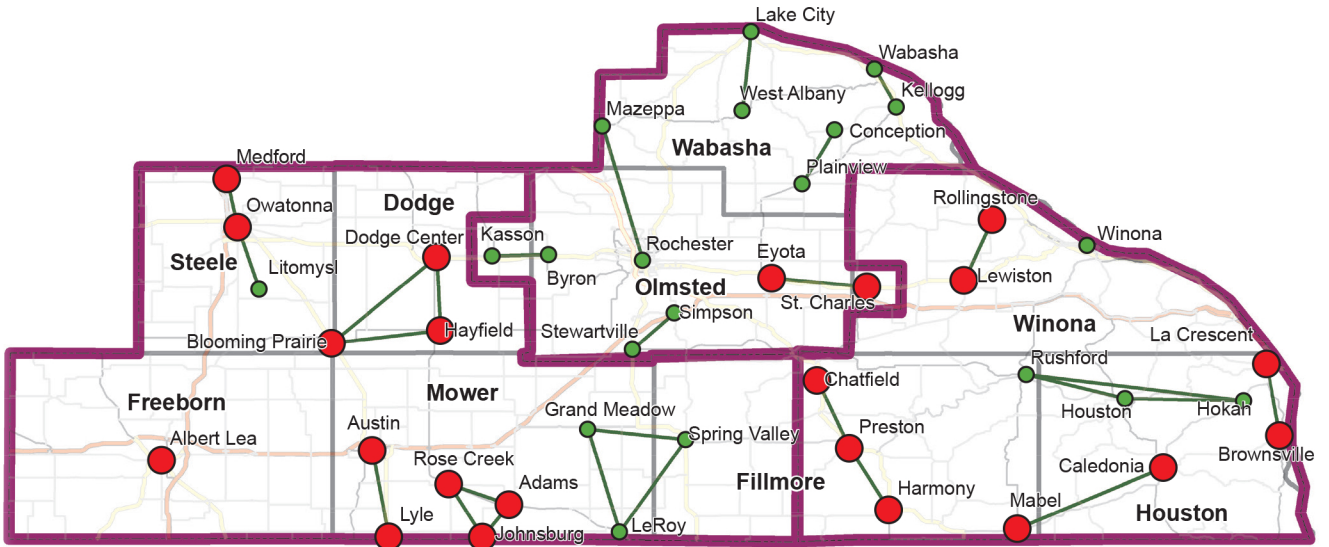 Lake City
Wabasha
Kellogg
West Albany
Mazeppa
Conception
Wabasha
Plainview
Medford
Owatonna
Dodge
Rollingstone
Dodge Center
Kasson
Rochester
Eyota
Winona
Steele
Litomysl
Byron
Olmsted
St. Charles
Lewiston
Simpson
Stewartville
Blooming Prairie
Hayfield
Winona
La Crescent
Rushford
Chatfield
Mower
Freeborn
Grand Meadow
Houston
Hokah
Austin
Albert Lea
Spring Valley
Preston
Brownsville
Rose Creek
Caledonia
Fillmore
Adams
Harmony
Mabel
Houston
Lyle
Johnsburg
LeRoy